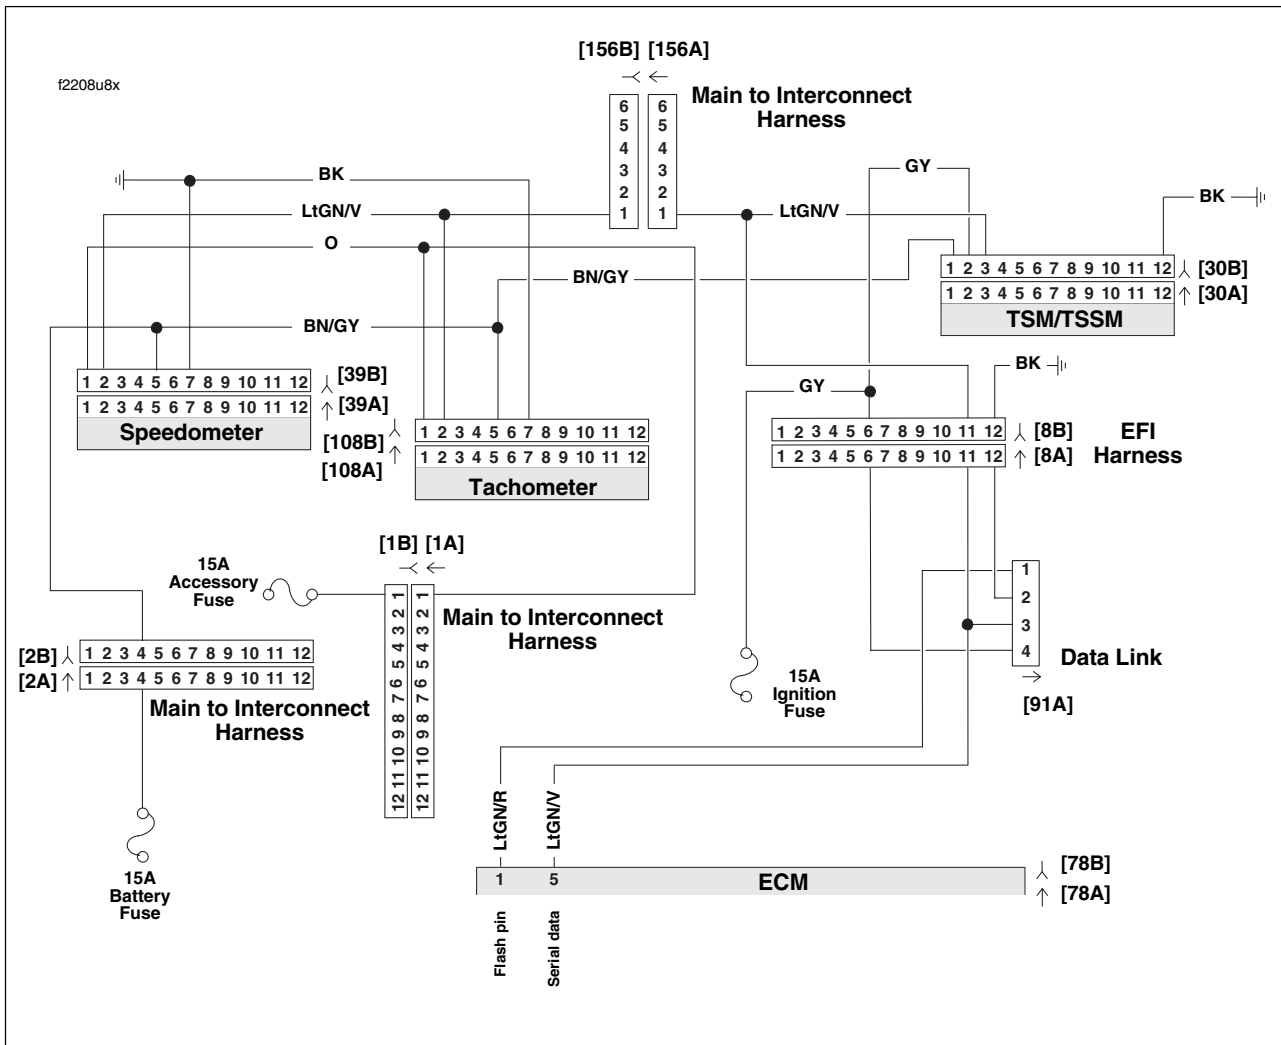 f2208u8x
[156B] [156A]
Main to Interconnect
Harness
6 6
5 5
4 4
3 3
2 2
1 1
BK
LtGN/V
O
BN/GY
LtGN/V
GY
BK
BN/GY
1 2 3 4 5 6 7 8 9 10 11 12 [30B]
1 2 3 4 5 6 7 8 9 10 11 12 [30A]
TSM/TSSM
1 2 3 4 5 6 7 8 9 10 11 12 [39B]
1 2 3 4 5 6 7 8 9 10 11 12 [39A]
Speedometer
[108B] 1 2 3 4 5 6 7 8 9 10 11 12
[108A] 1 2 3 4 5 6 7 8 9 10 11 12
Tachometer
GY
BK
1 2 3 4 5 6 7 8 9 10 11 12 [8B]
1 2 3 4 5 6 7 8 9 10 11 12 [8A]
EFI
Harness
[1B] [1A]
15A
Accessory
Fuse
12 11 10 9 8 7 6 5 4 3 2 1
12 11 10 9 8 7 6 5 4 3 2 1
Main to Interconnect
Harness
[2B] 1 2 3 4 5 6 7 8 9 10 11 12
[2A] 1 2 3 4 5 6 7 8 9 10 11 12
Main to Interconnect
Harness
15A
Battery
Fuse
1
2
3
4
Data Link
[91A]
15A
Ignition
Fuse
LtGN/R
LtGN/V
1 5 ECM
[78B]
[78A]
Flash pin
Serial data